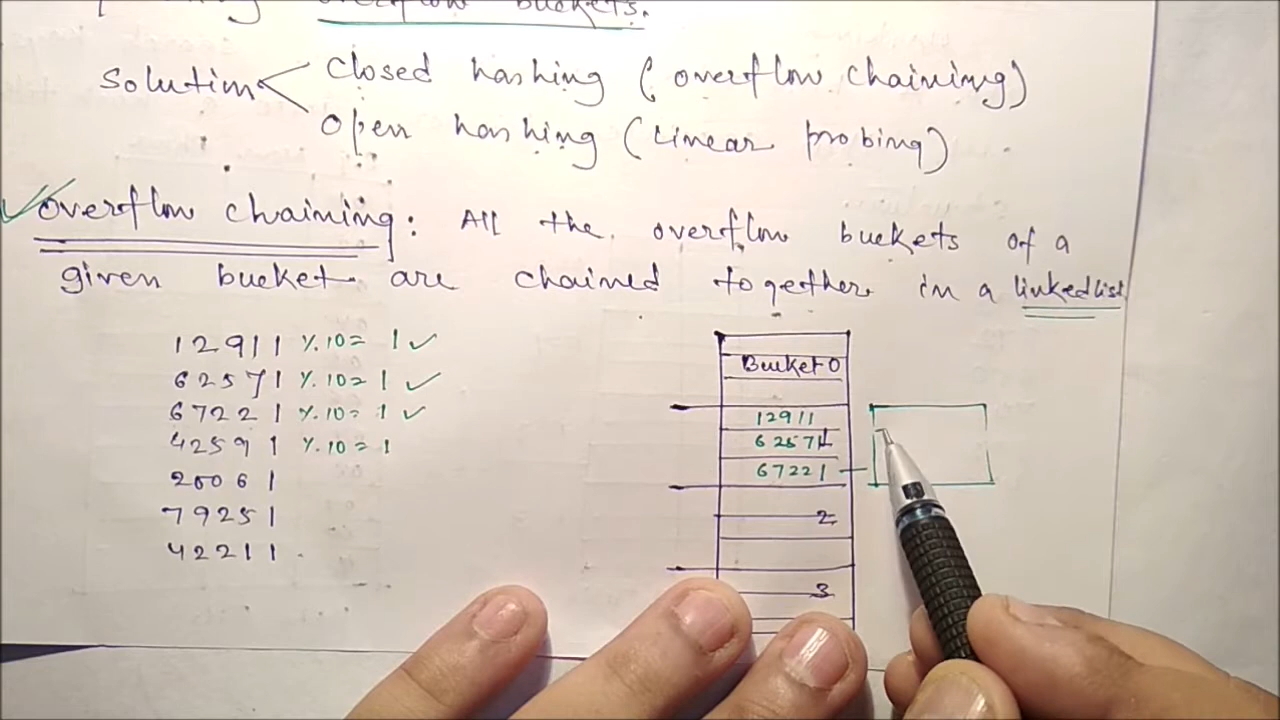 overflow buckets.
Solution closed hashing (overflow chaining)
open hashing (linear probing)
overflow chaining: All the overflow buckets of a
given bucket are chained together in a linkedlist
12911 %10= 1 ✓
62571 %10= 1 ✓
67221 %10= 1 ✓
42591 %10= 1
20061
79251
42211
Bucket 0
12911
62571
67221
2
3